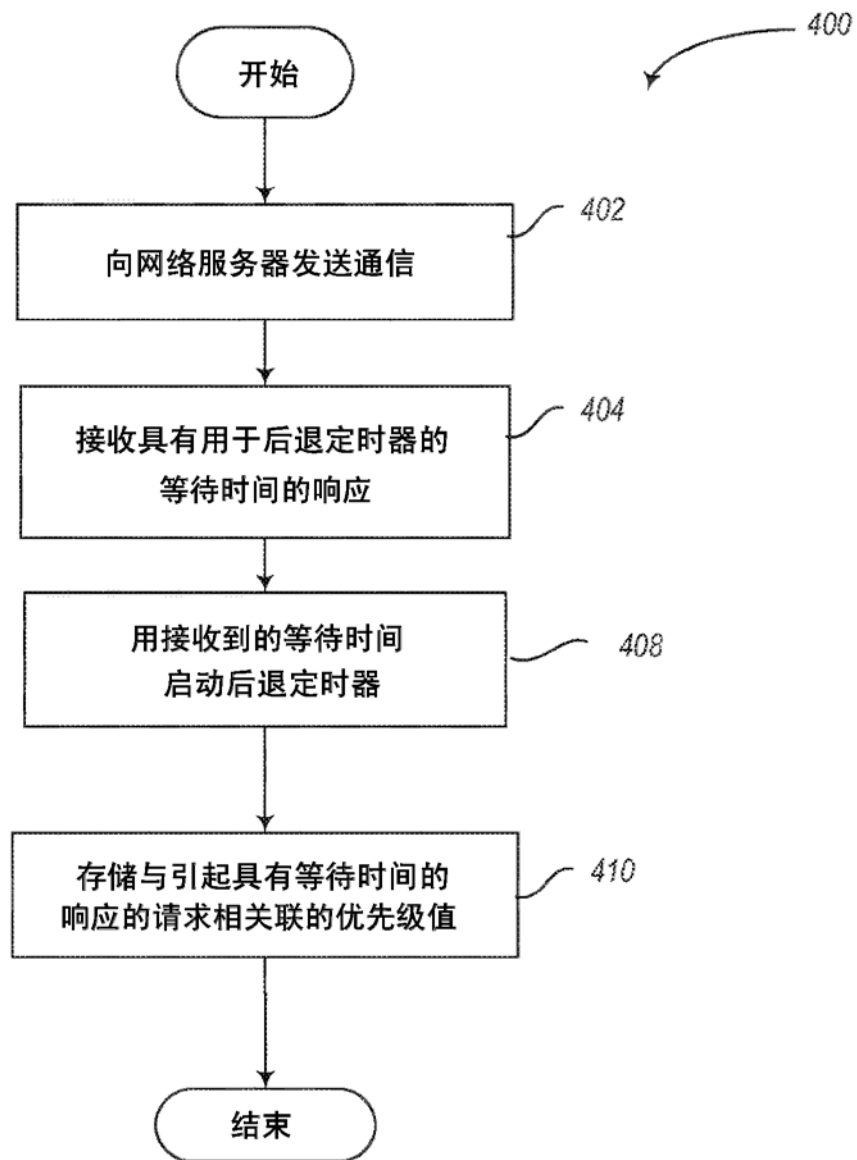 400
开始
402
向网络服务器发送通信
404
接收具有用于后退定时器的
等待时间的响应
用接收到的等待时间
启动后退定时器
408
存储与引起具有等待时间的
响应的请求相关联的优先级值
410
结束